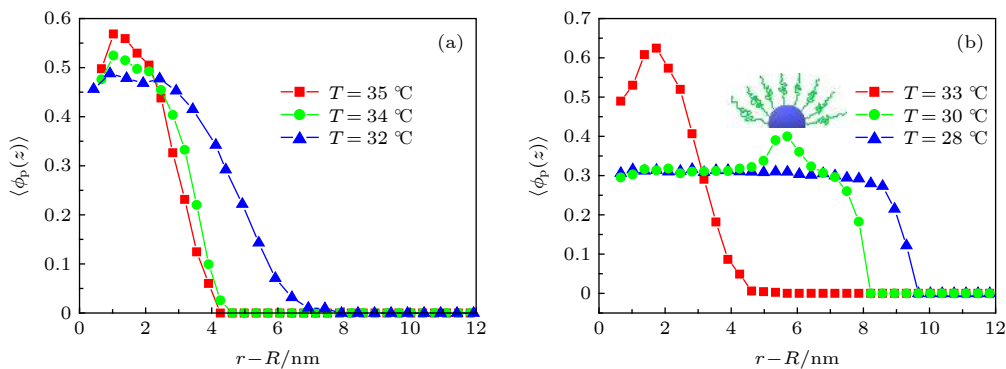 0.6
0.5
0.4
0.3
0.2
0.1
0
⟨ϕp(z)⟩
(a)
T = 35 ℃
T = 34 ℃
T = 32 ℃
0 2 4 6 8 10 12
r−R/nm
0.7
0.6
0.5
0.4
0.3
0.2
0.1
0
⟨ϕp(z)⟩
(b)
T = 33 ℃
T = 30 ℃
T = 28 ℃
0 2 4 6 8 10 12
r−R/nm